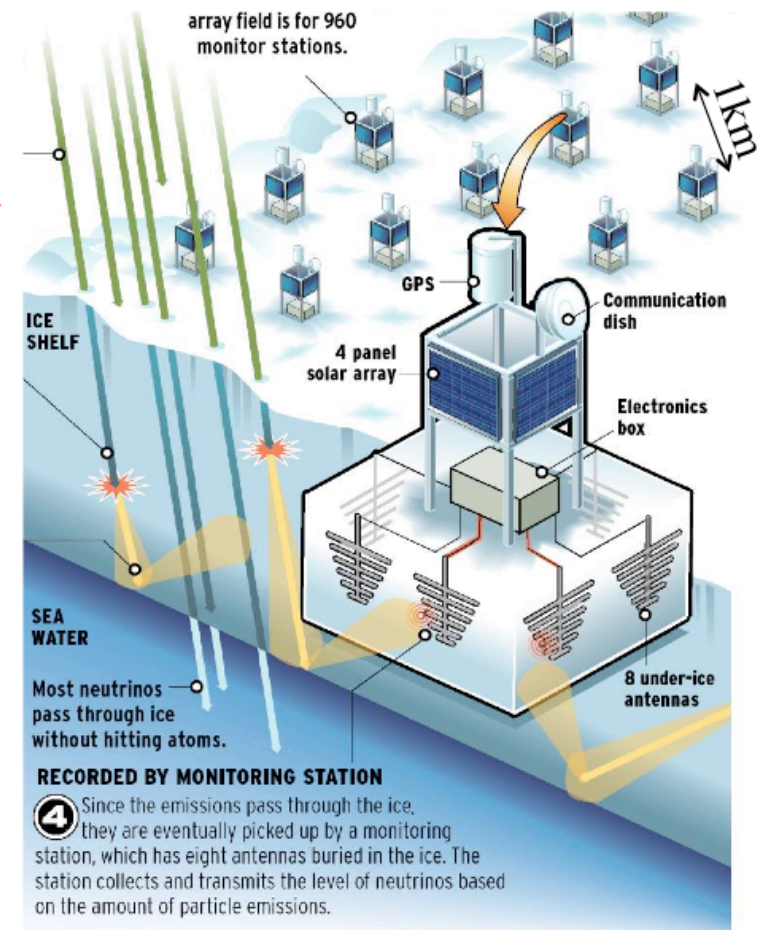 array field is for 960
monitor stations.
1km
GPS
Communication
dish
ICE
SHELF
4 panel
solar array
Electronics
box
SEA
WATER
Most neutrinos
pass through ice
without hitting atoms.
8 under-ice
antennas
RECORDED BY MONITORING STATION
4 Since the emissions pass through the ice,
they are eventually picked up by a monitoring
station, which has eight antennas buried in the ice. The
station collects and transmits the level of neutrinos based
on the amount of particle emissions.